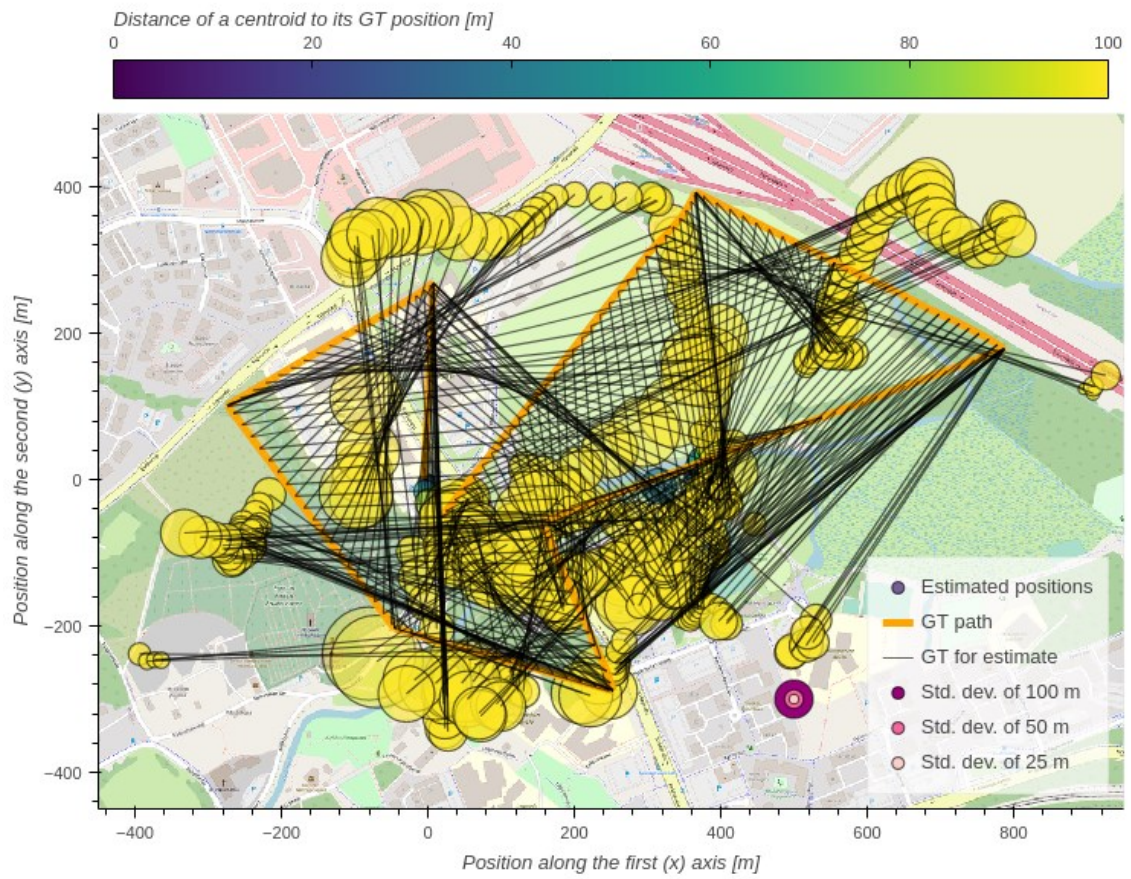 Distance of a centroid to its GT position [m]
0 20 40 60 80 100
Position along the second (y) axis [m]
400
200
0
−200
−400
Estimated positions
GT path
GT for estimate
Std. dev. of 100 m
Std. dev. of 50 m
Std. dev. of 25 m
−400 −200 0 200 400 600 800
Position along the first (x) axis [m]